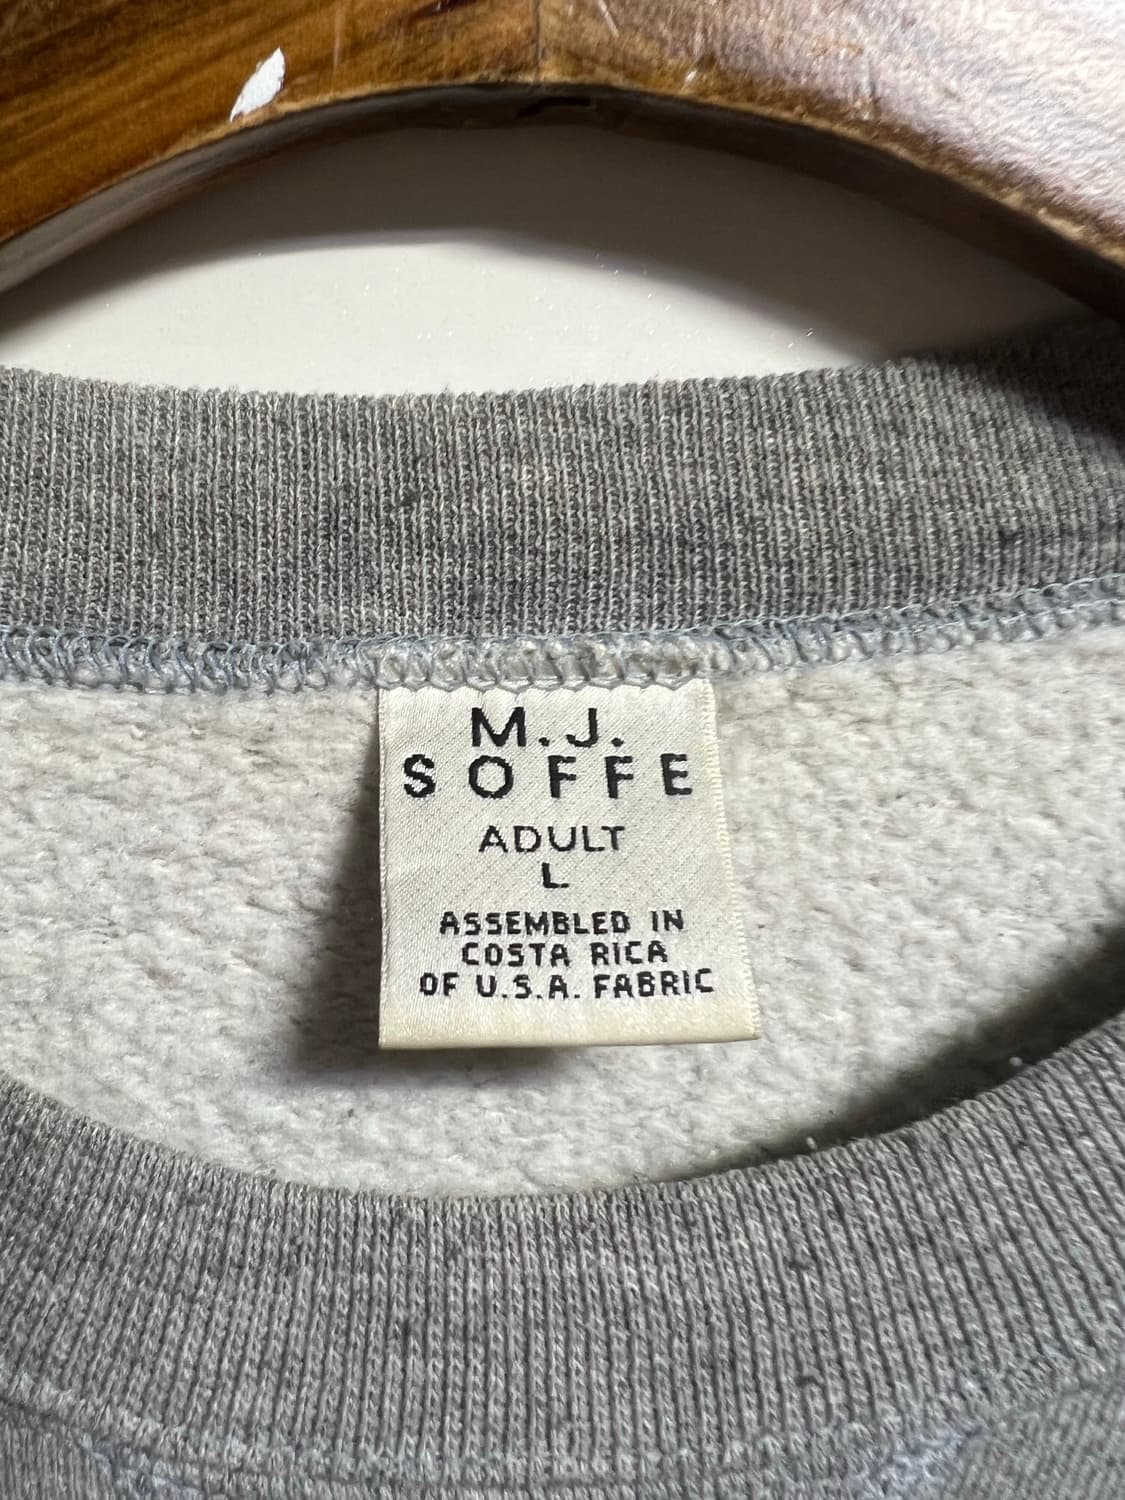 M.J.
SOFFE
ADULT
L
ASSEMBLED IN
COSTA RICA
OF U.S.A. FABRIC